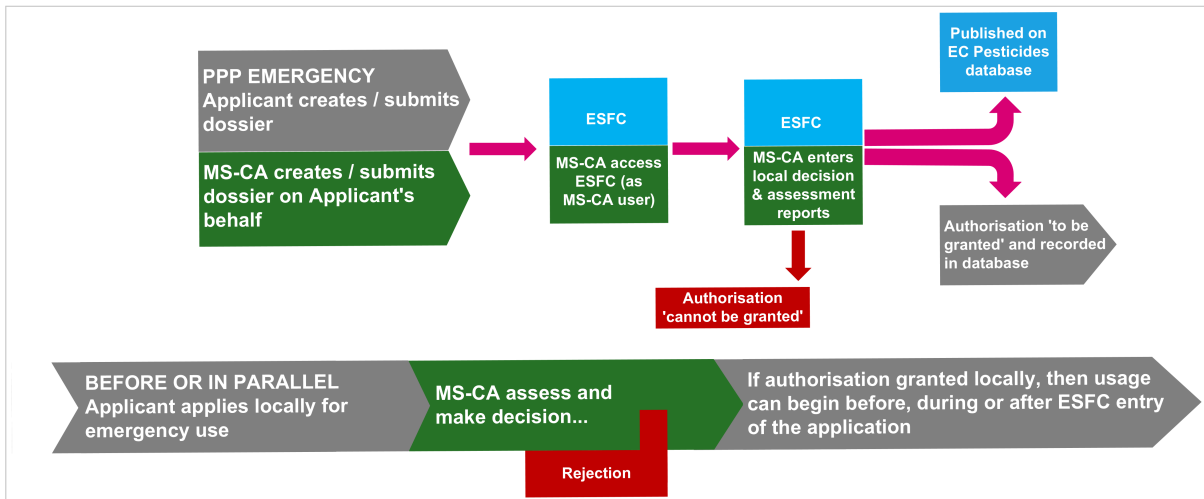 PPP EMERGENCY
Applicant creates / submits
dossier
MS-CA creates / submits
dossier on Applicant's
behalf
ESFC
MS-CA access
ESFC (as
MS-CA user)
ESFC
MS-CA enters
local decision
& assessment
reports
Published on
EC Pesticides
database
Authorisation 'to be
granted' and recorded
in database
Authorisation
'cannot be granted'
BEFORE OR IN PARALLEL
Applicant applies locally for
emergency use
MS-CA assess and
make decision...
Rejection
If authorisation granted locally, then usage
can begin before, during or after ESFC entry
of the application